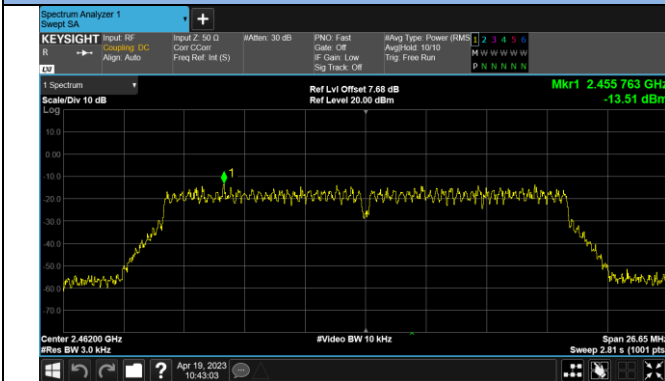 Spectrum Analyzer 1
Swept SA
+
KEYSIGHT Input: RF Input Z: 50 Ω #Atten: 30 dB PNO: Fast #Avg Type: Power (RMS 1 2 3 4 5 6
R Coupling: DC Corr CCorr Gate: Off Avg|Hold: 10/10 M W W W W W
Align: Auto Freq Ref: Int (S) IF Gain: Low Trig: Free Run
LXI Sig Track: Off P N N N N N
1 Spectrum Ref Lvl Offset 7.68 dB Mkr1 2.455 763 GHz
Scale/Div 10 dB Ref Level 20.00 dBm -13.51 dBm
Log
10.0
0.00
-10.0
1
-20.0
-30.0
-40.0
-50.0
-60.0
-70.0
Center 2.46200 GHz #Video BW 10 kHz Span 26.65 MHz
#Res BW 3.0 kHz Sweep 2.81 s (1001 pts
? Apr 19, 2023
10:43:03